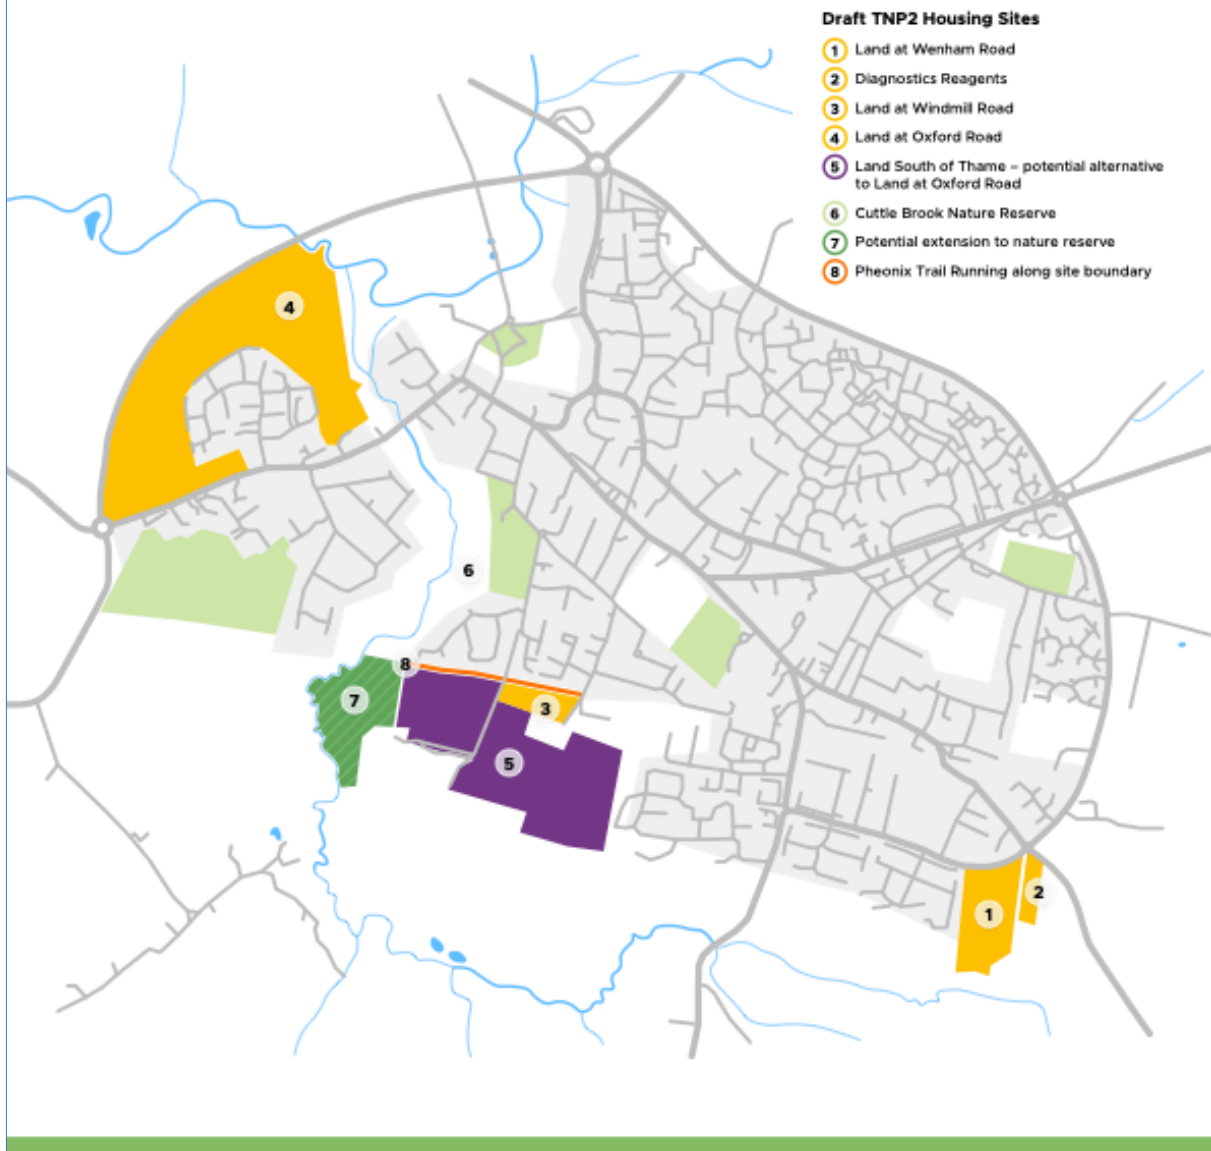 Draft TNP2 Housing Sites
1 Land at Wenham Road
2 Diagnostics Reagents
3 Land at Windmill Road
4 Land at Oxford Road
5 Land South of Thame – potential alternative
to Land at Oxford Road
6 Cuttle Brook Nature Reserve
7 Potential extension to nature reserve
8 Pheonix Trail Running along site boundary
4
6
8
7
3
5
2
1